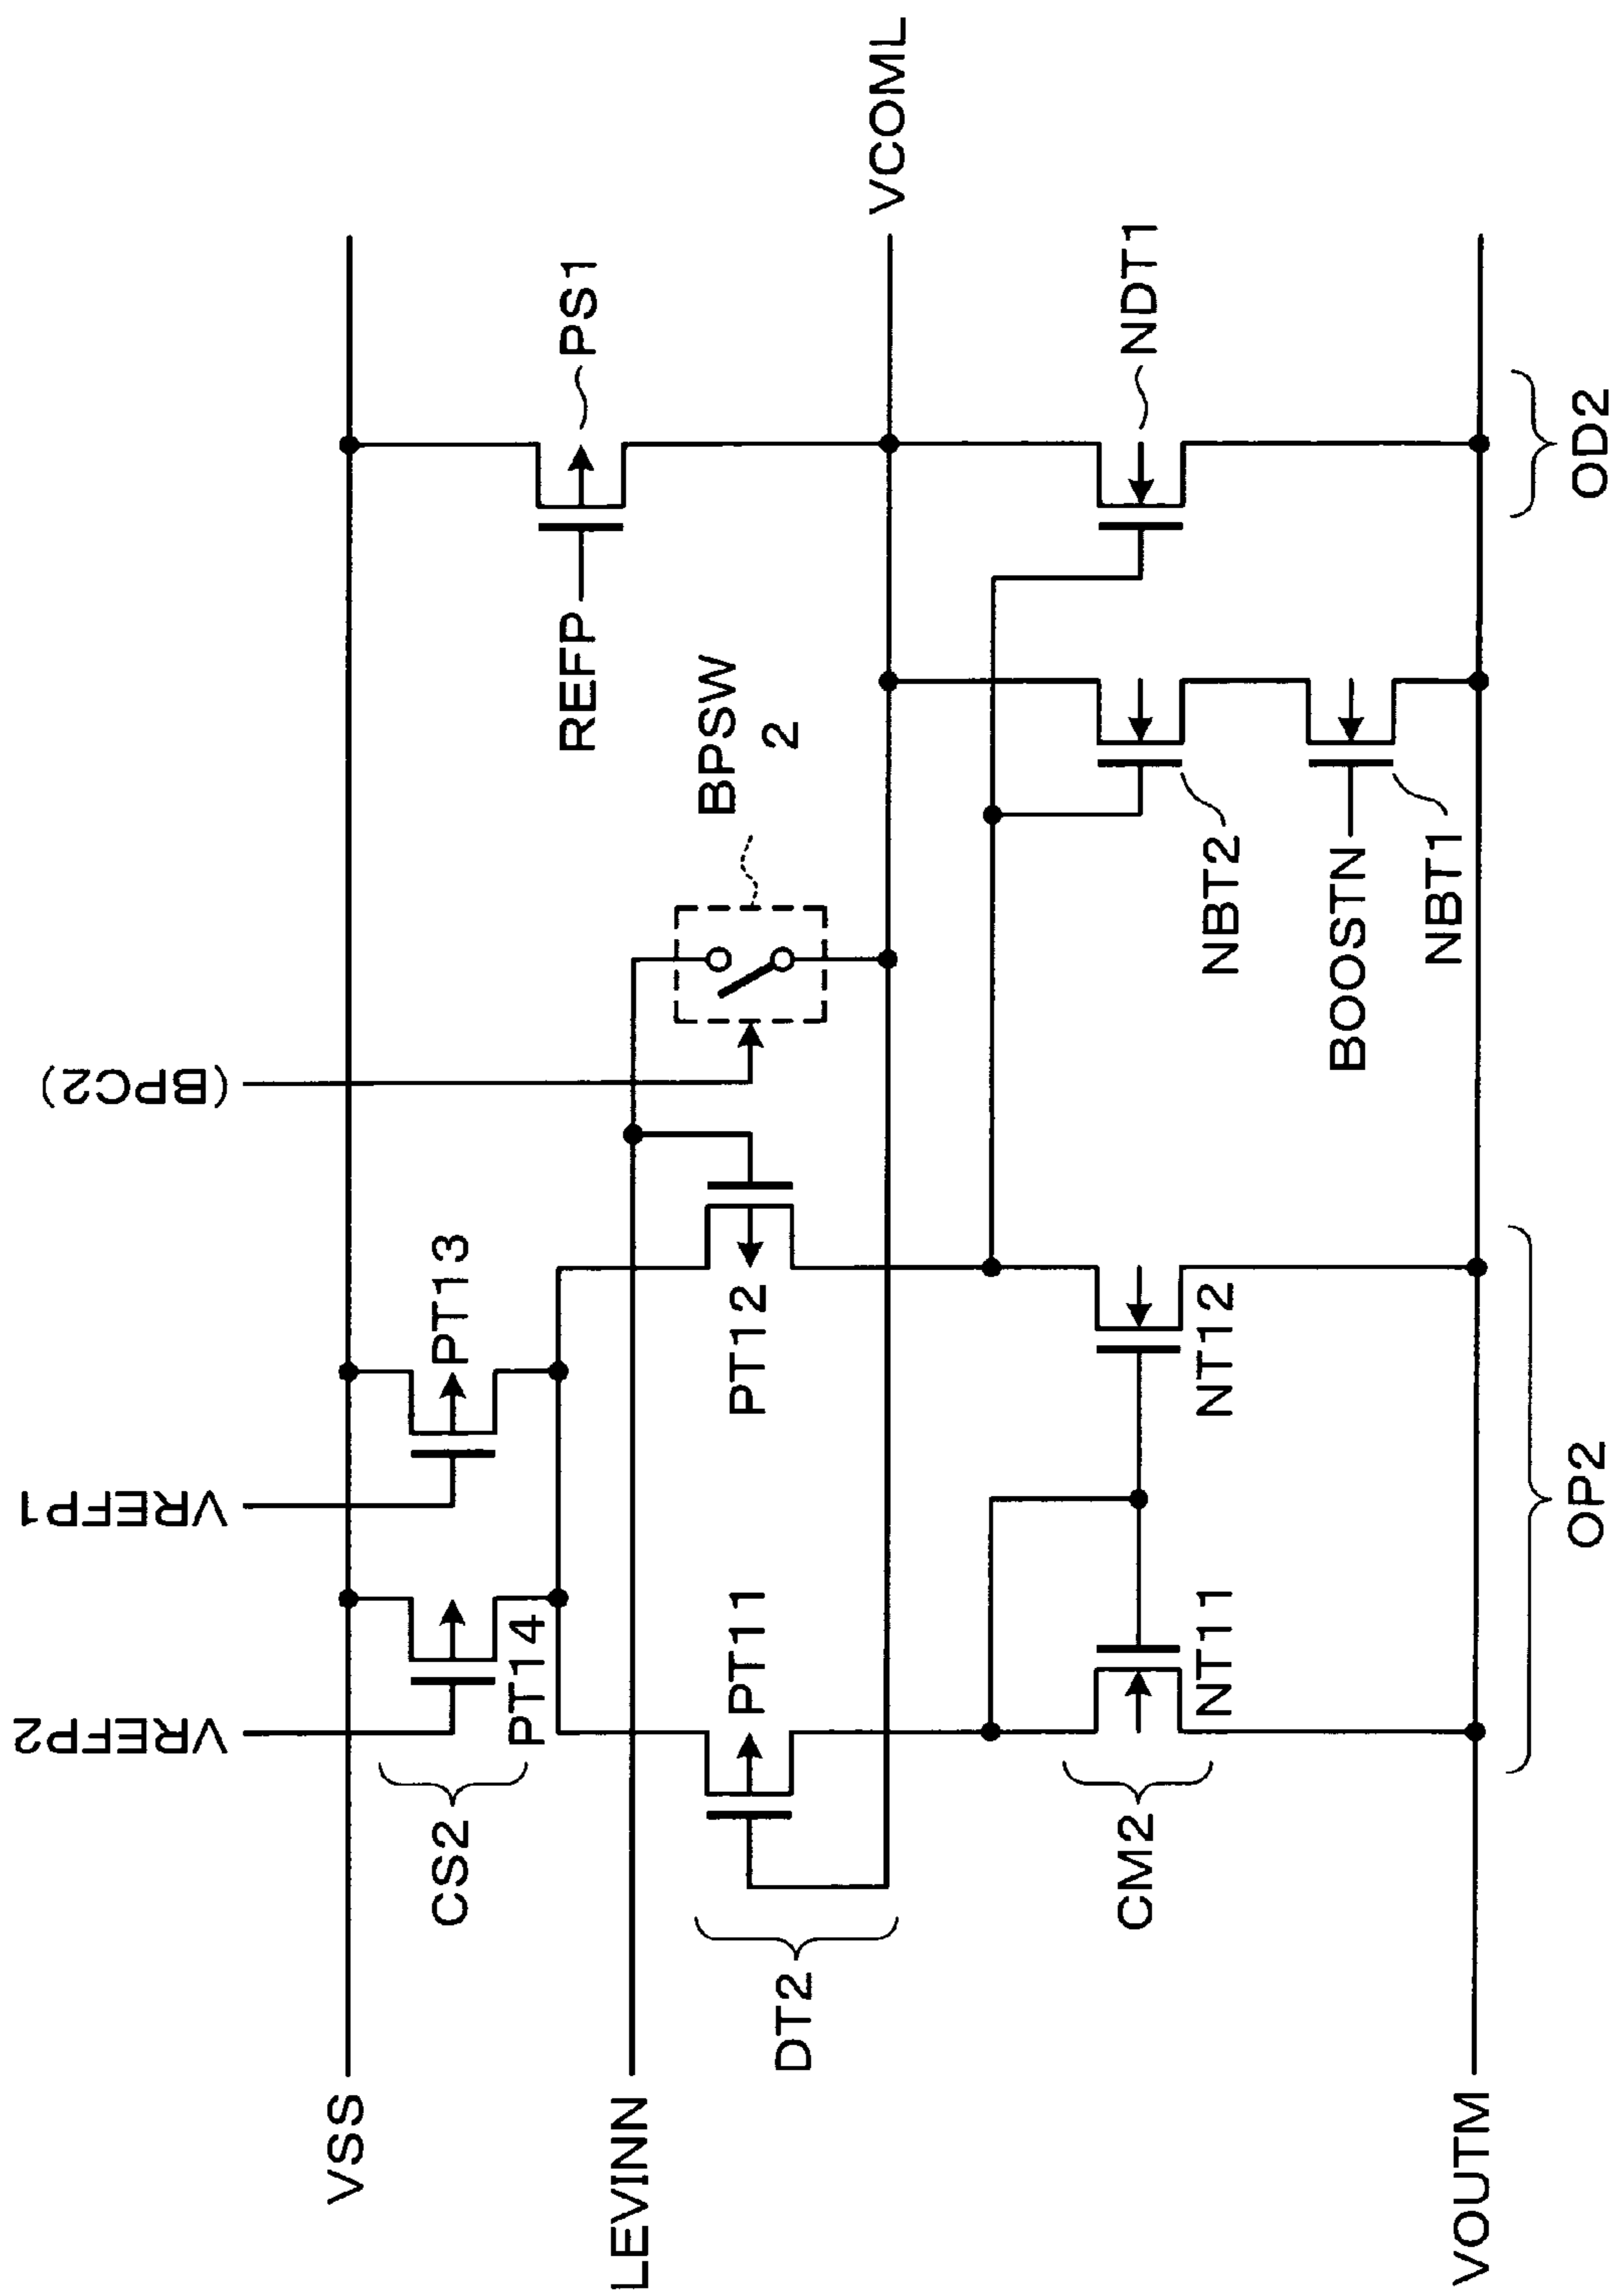 VREFP2
VREFP1
(BPC2)
VSS
CS2
PT14
PT13
REFP
PS1
LEVINN
DT2
PT11
PT12
BPSW
2
VCOML
CM2
NT11
NT12
NBT2
BOOSTN
NBT1
NDT1
VOUTM
OP2
OD2